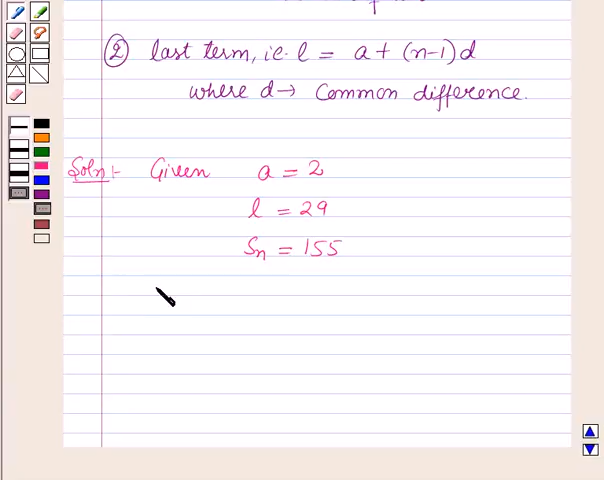 ② last term, i.e. l = a + (n-1)d
where d → Common difference.
Soln:- Given a = 2
l = 29
Sn = 155